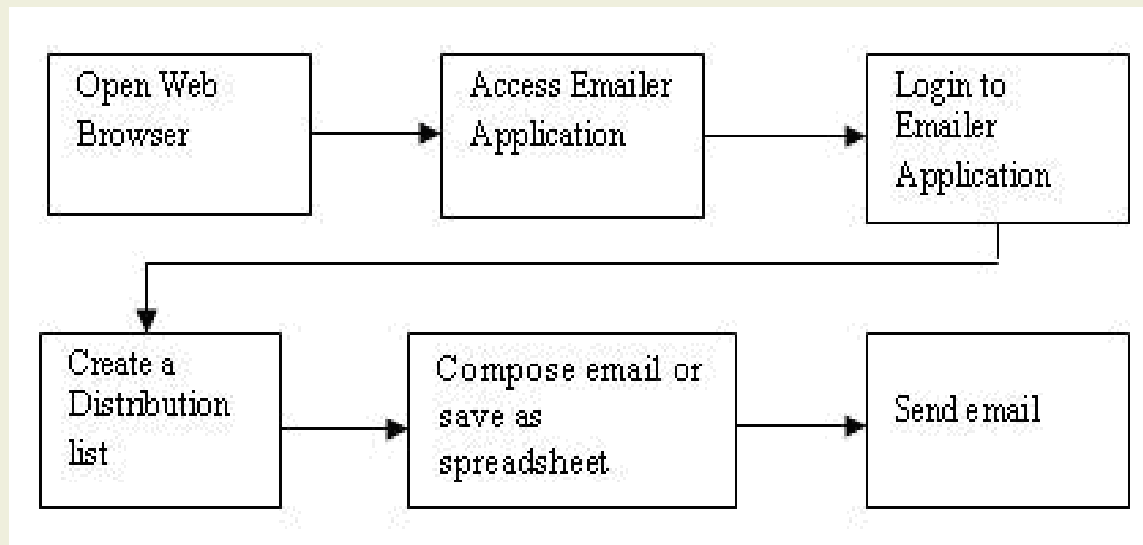 Open Web
Browser
Access Emailer
Application
Login to
Emailer
Application
Create a
Distribution
list
Compose email or
save as
spreadsheet
Send email